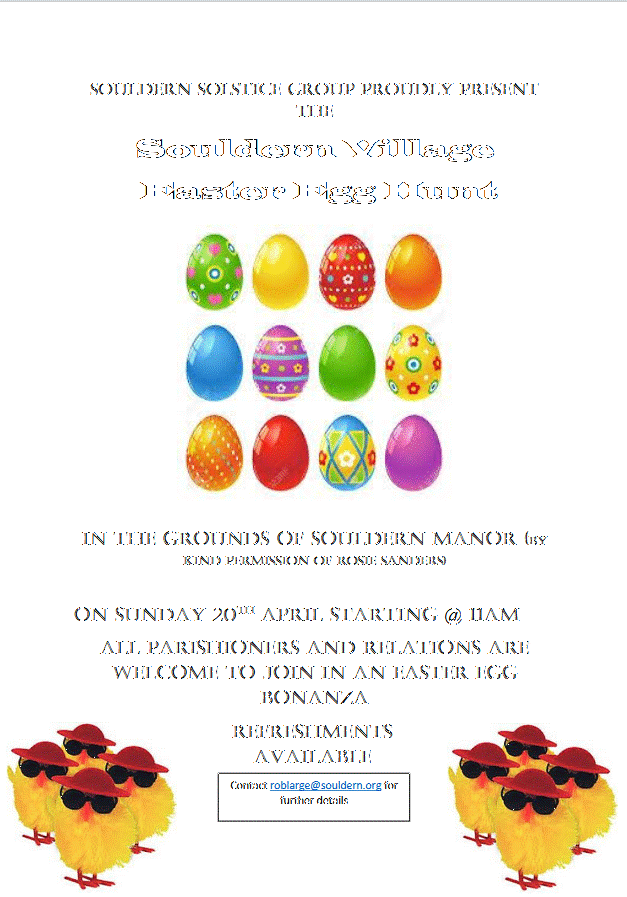 SOULDERN SOLSTICE GROUP PROUDLY PRESENT
THE
Souldern Village
Easter Egg Hunt
IN THE GROUNDS OF SOULDERN MANOR (BY
KIND PERMISSION OF ROSIE SANDERS)
ON SUNDAY 20TH APRIL STARTING @ 11AM
ALL PARISHIONERS AND RELATIONS ARE
WELCOME TO JOIN IN AN EASTER EGG
BONANZA
REFRESHMENTS
AVAILABLE
Contact roblarge@souldern.org for
further details